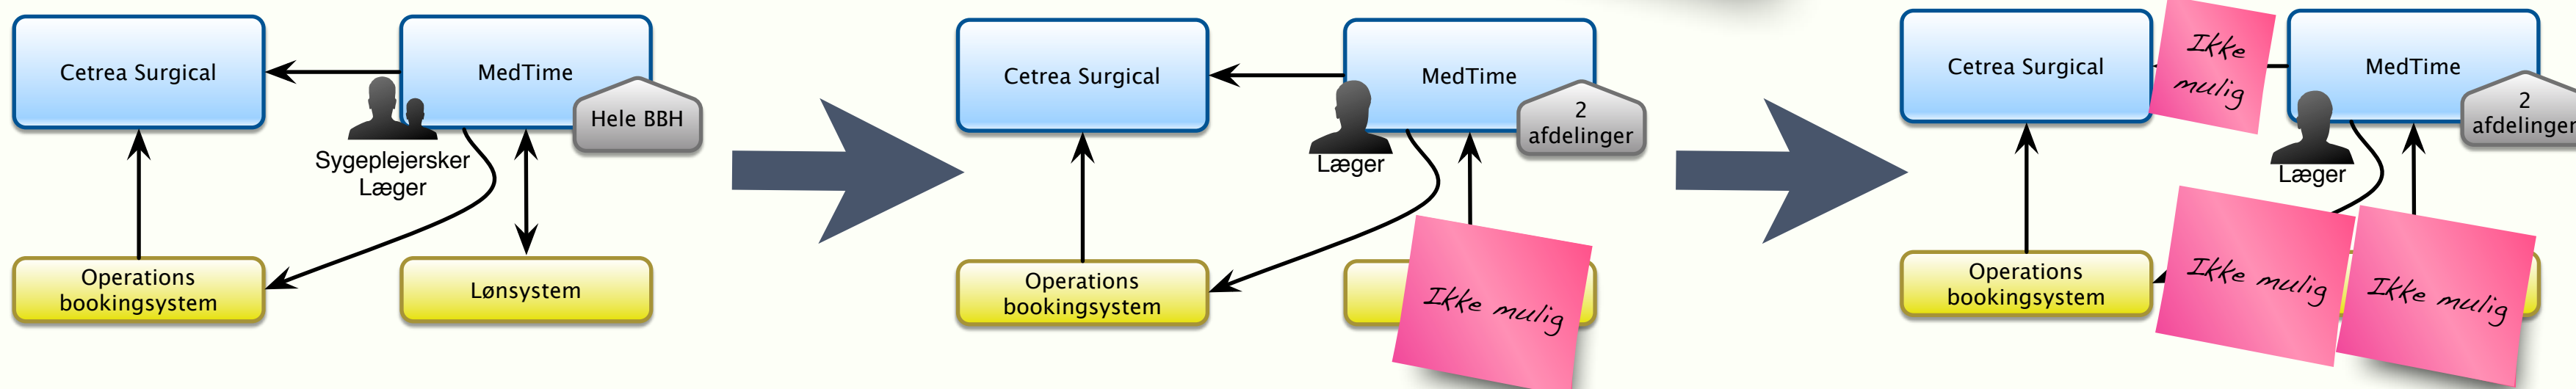 Cetrea Surgical
MedTime
Hele BBH
Sygeplejersker
Læger
Operations
bookingsystem
Lønsystem
Cetrea Surgical
MedTime
2
afdelinger
Læger
Operations
bookingsystem
Ikke mulig
Cetrea Surgical
Ikke
mulig
MedTime
2
afdelinger
Læger
Operations
bookingsystem
Ikke mulig
Ikke mulig